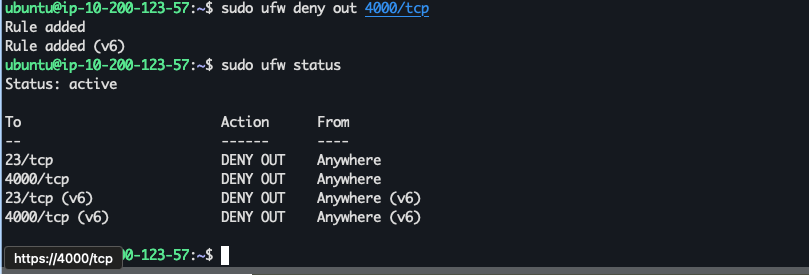 ubuntu@ip-10-200-123-57:~$ sudo ufw deny out 4000/tcp
Rule added
Rule added (v6)
ubuntu@ip-10-200-123-57:~$ sudo ufw status
Status: active
To Action From
-- ------ ----
23/tcp DENY OUT Anywhere
4000/tcp DENY OUT Anywhere
23/tcp (v6) DENY OUT Anywhere (v6)
4000/tcp (v6) DENY OUT Anywhere (v6)
https://4000/tcp 0-200-123-57:~$